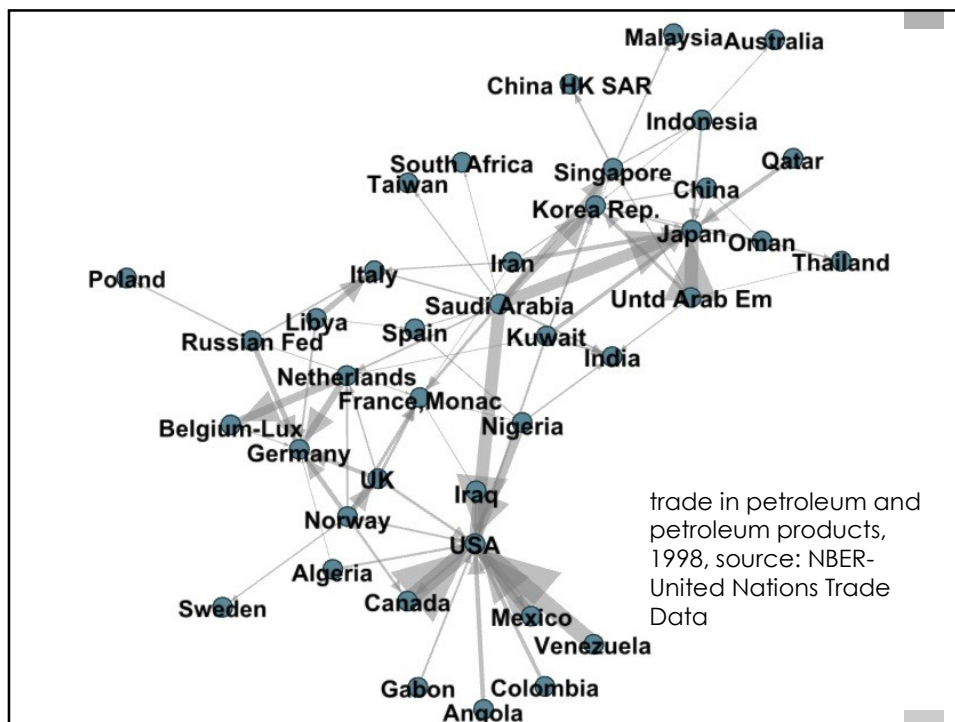 Malaysia
Australia
China HK SAR
Indonesia
South Africa
Singapore
Qatar
Taiwan
China
Korea Rep.
Japan
Oman
Iran
Thailand
Italy
Poland
Saudi Arabia
Untd Arab Em
Libya
Spain
Kuwait
Russian Fed
India
Netherlands
France,Monac
Belgium-Lux
Nigeria
Germany
UK
Iraq
Norway
USA
Algeria
Canada
Sweden
Mexico
Venezuela
Gabon
Colombia
Angola
trade in petroleum and
petroleum products,
1998, source: NBER-
United Nations Trade
Data